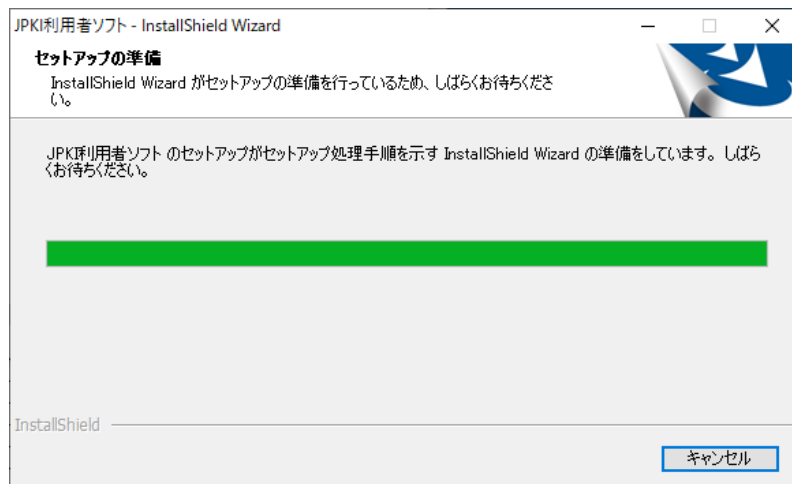 JPKI利用者ソフト - InstallShield Wizard
セットアップの準備
InstallShield Wizard がセットアップの準備を行っているため、しばらくお待ちくださ
い。
JPKI利用者ソフト のセットアップがセットアップ処理手順を示す InstallShield Wizard の準備をしています。しばら
くお待ちください。
InstallShield
キャンセル